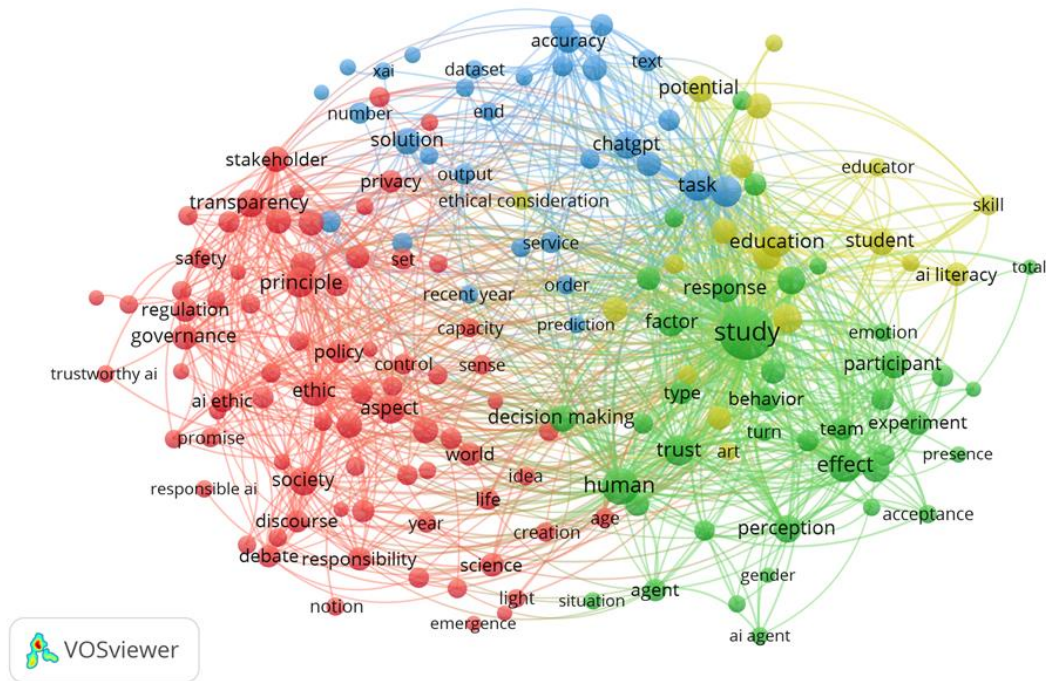 accuracy
text
xai
dataset
potential
number
end
solution
chatgpt
stakeholder
educator
privacy
output
task
transparency
ethical consideration
skill
education
student
service
safety
set
total
principle
ai literacy
response
recent year
order
regulation
factor
study
governance
capacity
prediction
emotion
policy
control
sense
participant
trustworthy ai
ethic
type
behavior
ai ethic
aspect
decision making
experiment
promise
turn
team
world
trust
art
presence
effect
responsible ai
society
idea
human
life
acceptance
discourse
year
creation
age
perception
debate
responsibility
science
gender
agent
notion
light
situation
emergence
ai agent
VOSviewer